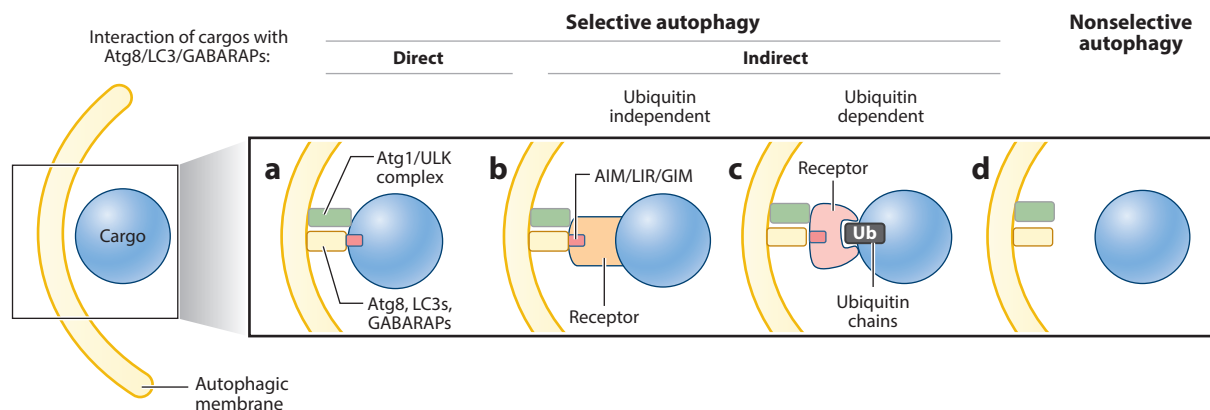 Interaction of cargos with
Atg8/LC3/GABARAPs:
Selective autophagy
Nonselective
autophagy
Direct
Indirect
Ubiquitin
independent
Ubiquitin
dependent
Cargo
Autophagic
membrane
a
Atg1/ULK
complex
Atg8, LC3s,
GABARAPs
b
AIM/LIR/GIM
Receptor
c
Receptor
Ub
Ubiquitin
chains
d